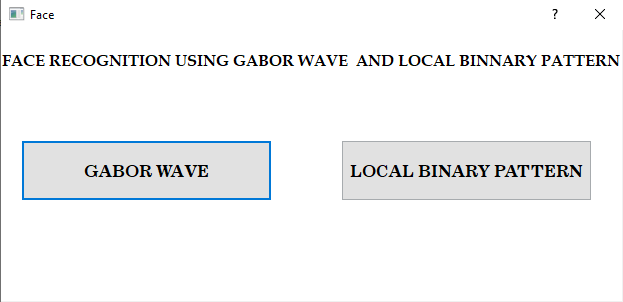 Face
FACE RECOGNITION USING GABOR WAVE  AND LOCAL BINNARY PATTERN
GABOR WAVE
LOCAL BINARY PATTERN